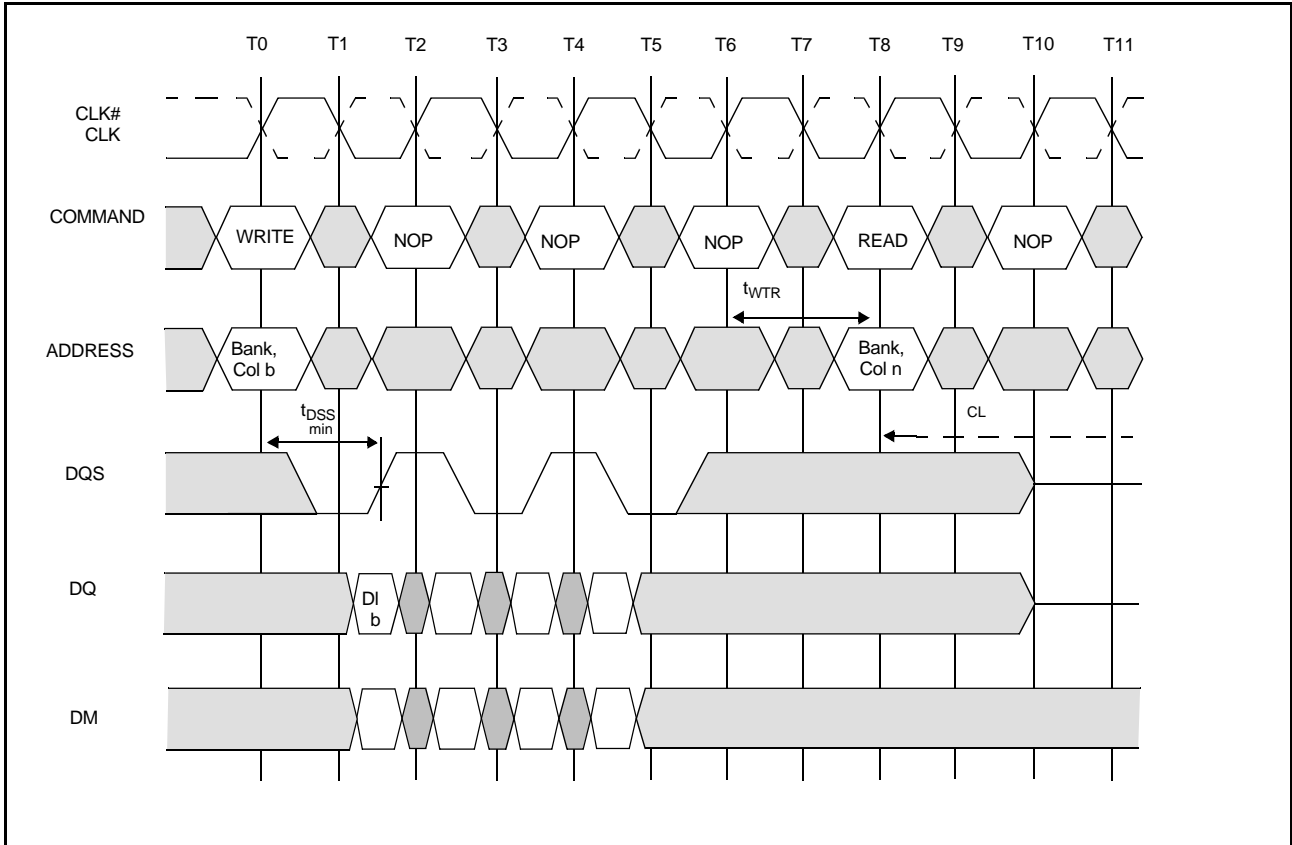 T0 T1 T2 T3 T4 T5 T6 T7 T8 T9 T10 T11
CLK#
CLK
COMMAND
WRITE NOP NOP NOP READ NOP
tWTR
ADDRESS
Bank,
Col b
Bank,
Col n
tDSS
min
CL
DQS
DQ
DI
b
DM